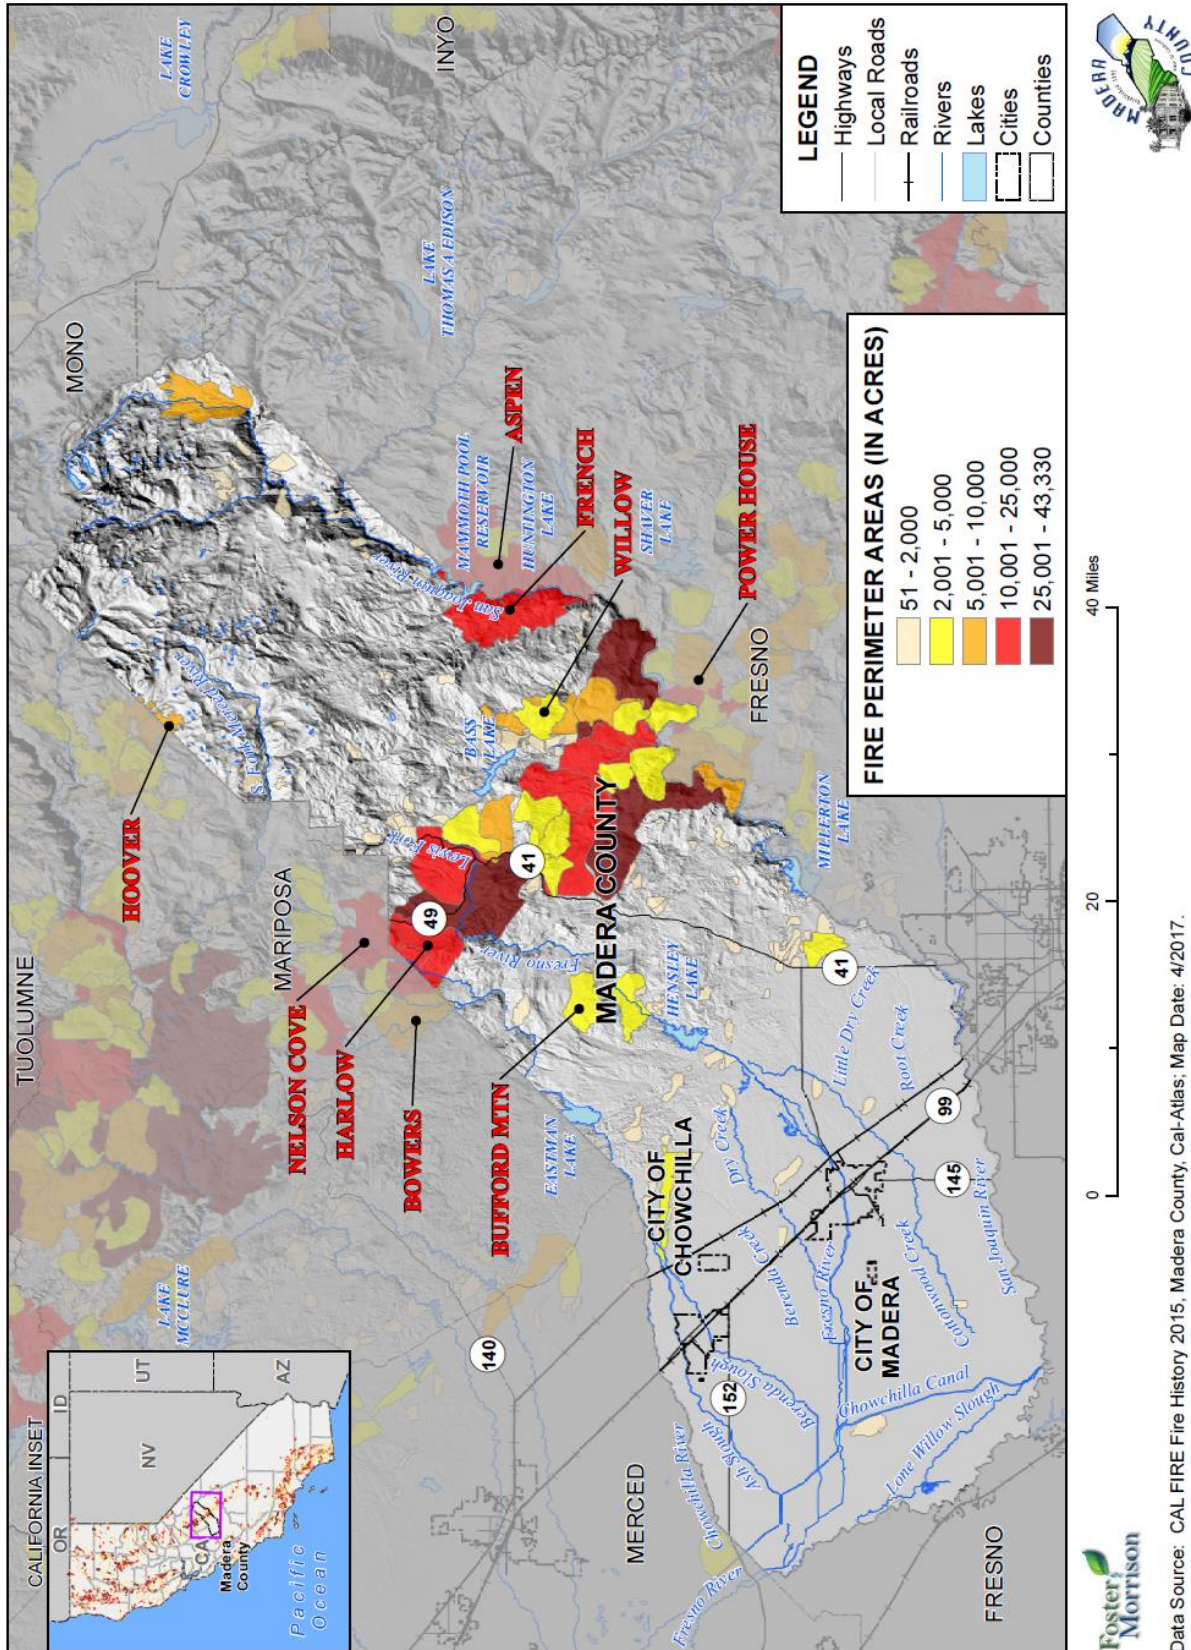 CALIFORNIA INSET
OR
ID
NV
UT
CA
AZ
Madera
County
Pacific
Ocean
TUOLUMNE
MONO
INYO
MARIPOSA
MERCED
FRESNO
FRESNO
LAKE
MCCLURE
LAKE
CROWLEY
LAKE
THOMAS A EDISON
HOOVER
NELSON COVE
HARLOW
BOWERS
BUFFORD MTN
ASPEN
FRENCH
WILLOW
POWER HOUSE
S. Fork Merced River
MAMMOTH POOL
RESERVOIR
HUNTINGTON
LAKE
SHAVER
LAKE
San Joaquin River
BASS
LAKE
Lewis Fork
49
41
MADERA COUNTY
Fresno River
HENSLEY
LAKE
EASTMAN
LAKE
MILLERTON
LAKE
41
140
CITY OF
CHOWCHILLA
Dry Creek
Little Dry Creek
Root Creek
Berenda Creek
Fresno River
Cottonwood Creek
San Joaquin River
99
145
152
CITY OF
MADERA
Berenda Slough
Ash Slough
Chowchilla River
Fresno River
Chowchilla Canal
Lone Willow Slough
LEGEND
Highways
Local Roads
Railroads
Rivers
Lakes
Cities
Counties
FIRE PERIMETER AREAS (IN ACRES)
51 - 2,000
2,001 - 5,000
5,001 - 10,000
10,001 - 25,000
25,001 - 43,330
0
20
40 Miles
Foster
Morrison
Data Source: CAL FIRE Fire History 2015, Madera County, Cal-Atlas; Map Date: 4/2017.
MADERA
COUNTY